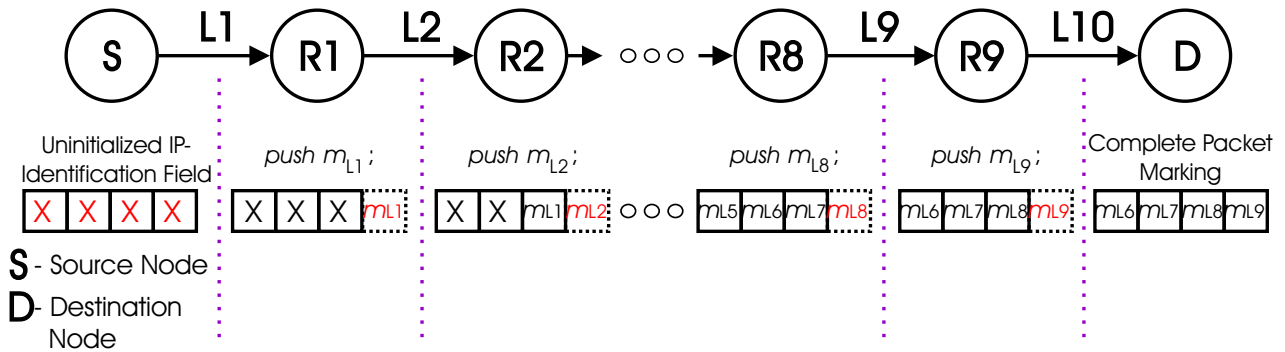 S L1 R1 L2 R2 R8 L9 R9 L10 D
Uninitialized IP-
Identification Field
push mL1;
push mL2;
push mL8;
push mL9;
Complete Packet
Marking
X X X X
X X X mL1
X X mL1 mL2
mL5 mL6 mL7 mL8
mL6 mL7 mL8 mL9
mL6 mL7 mL8 mL9
S - Source Node
D - Destination
Node